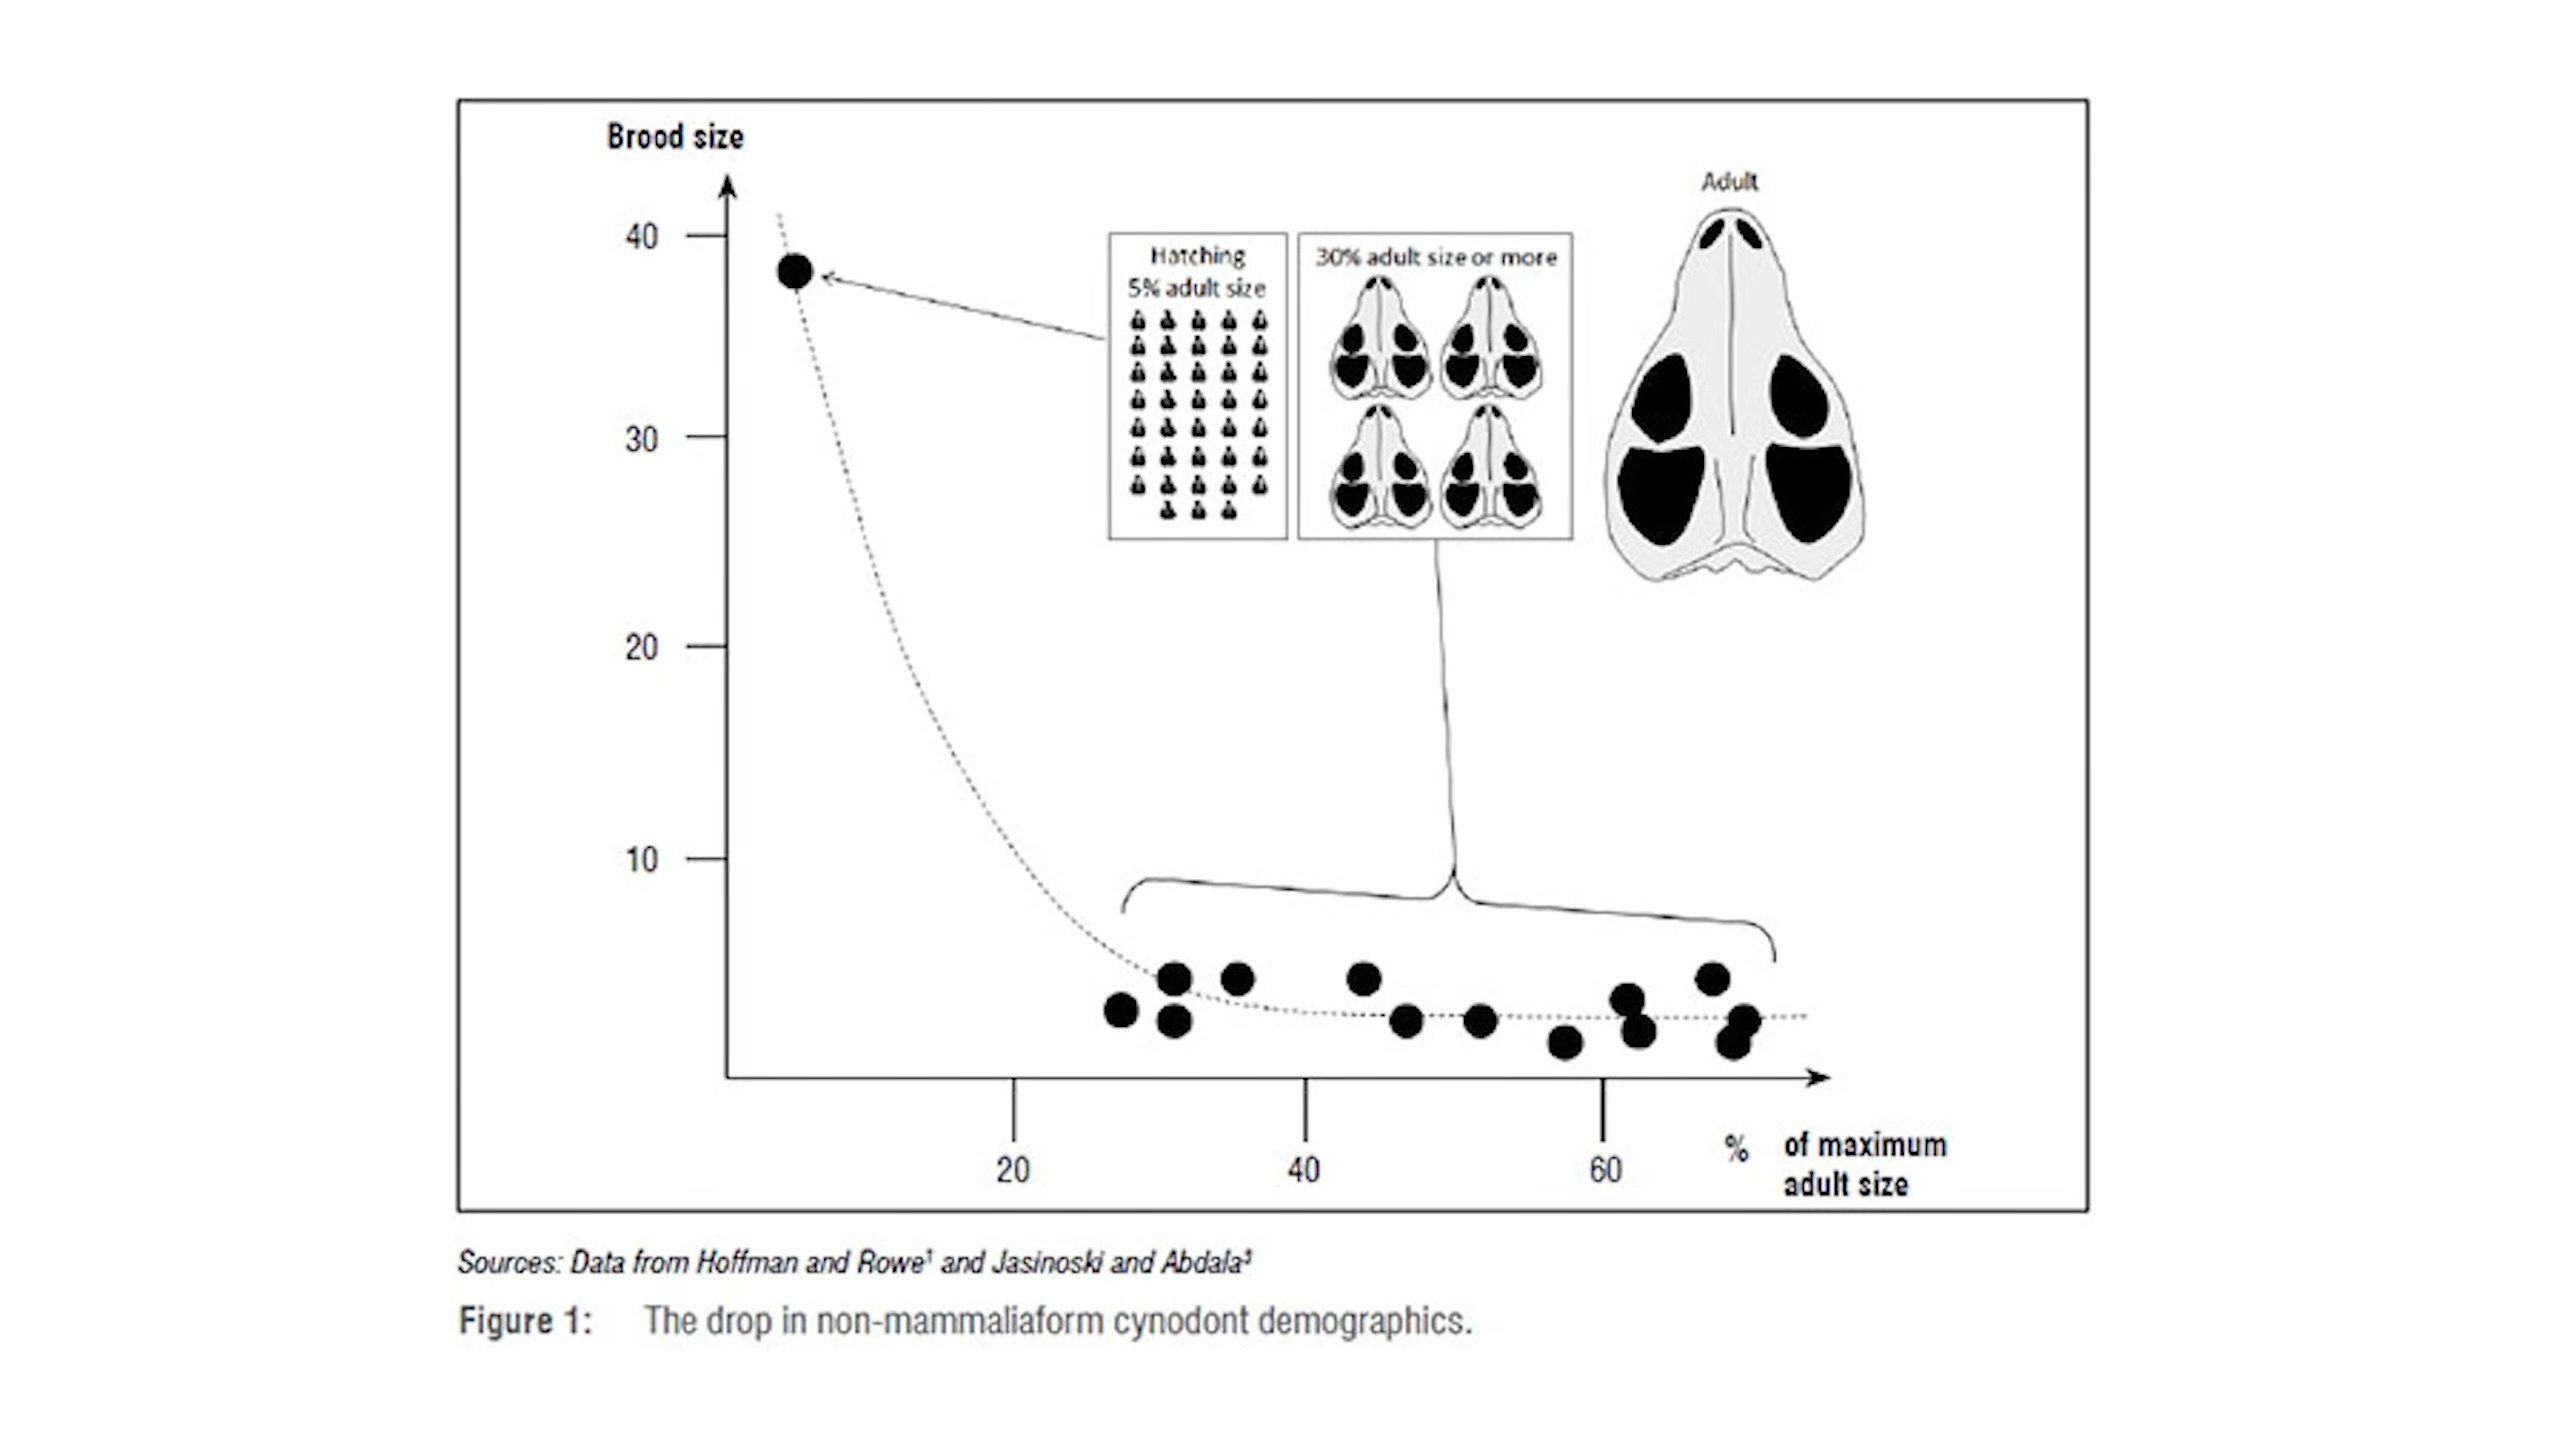 Brood size
40
30
20
10
Hatching
5% adult size
30% adult size or more
Adult
20
40
60
% of maximum
adult size
Sources: Data from Hoffman and Rowe¹ and Jasinoski and Abdala³
Figure 1: The drop in non-mammaliaform cynodont demographics.